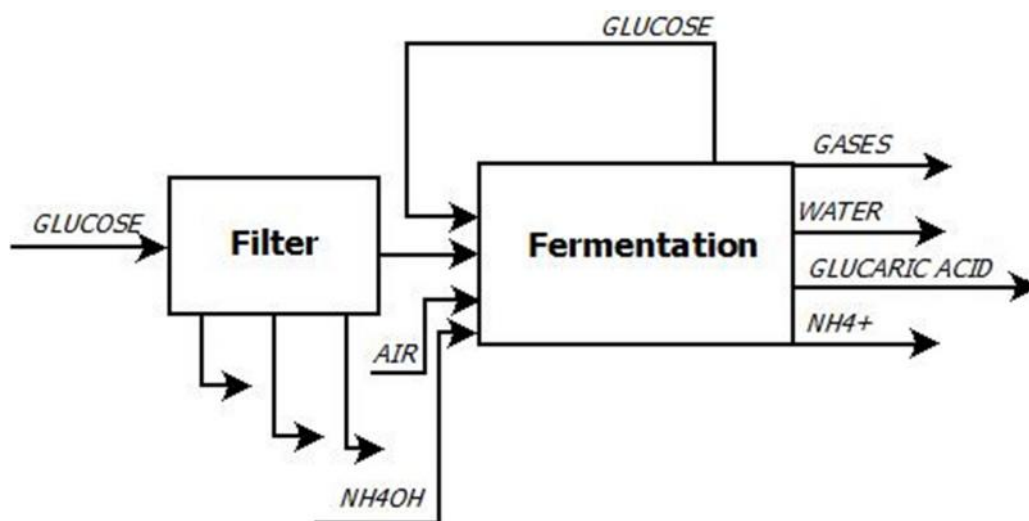 GLUCOSE
GASES
WATER
GLUCOSE
Filter
Fermentation
GLUCARIC ACID
NH4+
AIR
NH4OH